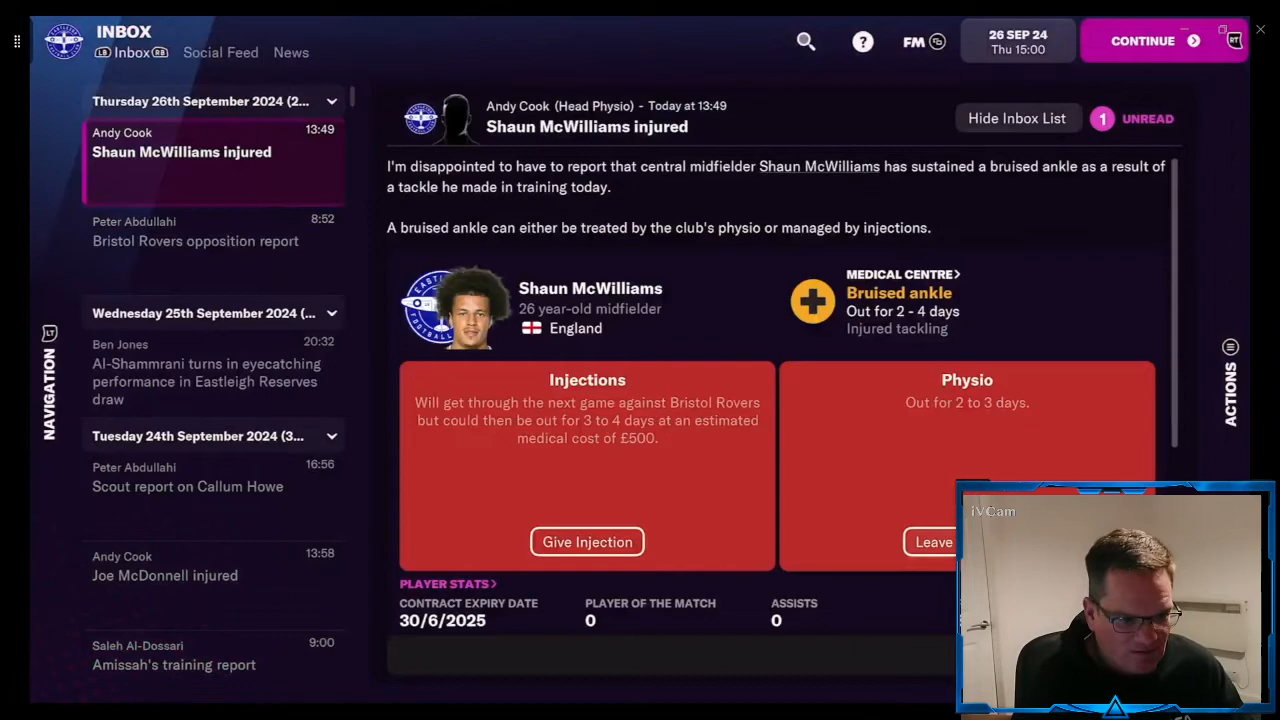 INBOX
LB Inbox RB
Social Feed
News
?
FM
26 SEP 24
Thu 15:00
CONTINUE
RT
Thursday 26th September 2024 (2...
Andy Cook
13:49
Shaun McWilliams injured
Peter Abdullahi
8:52
Bristol Rovers opposition report
Wednesday 25th September 2024 (...
Ben Jones
20:32
Al-Shammrani turns in eyecatching
performance in Eastleigh Reserves
draw
Tuesday 24th September 2024 (3...
Peter Abdullahi
16:56
Scout report on Callum Howe
Andy Cook
13:58
Joe McDonnell injured
Saleh Al-Dossari
9:00
Amissah's training report
LT
NAVIGATION
Andy Cook (Head Physio) - Today at 13:49
Shaun McWilliams injured
Hide Inbox List
1
UNREAD
I'm disappointed to have to report that central midfielder Shaun McWilliams has sustained a bruised ankle as a result of
a tackle he made in training today.
A bruised ankle can either be treated by the club's physio or managed by injections.
Shaun McWilliams
26 year-old midfielder
England
MEDICAL CENTRE>
Bruised ankle
Out for 2 - 4 days
Injured tackling
Injections
Will get through the next game against Bristol Rovers
but could then be out for 3 to 4 days at an estimated
medical cost of £500.
Give Injection
Physio
Out for 2 to 3 days.
Leave
PLAYER STATS>
CONTRACT EXPIRY DATE
30/6/2025
PLAYER OF THE MATCH
0
ASSISTS
0
ACTIONS
iVCam